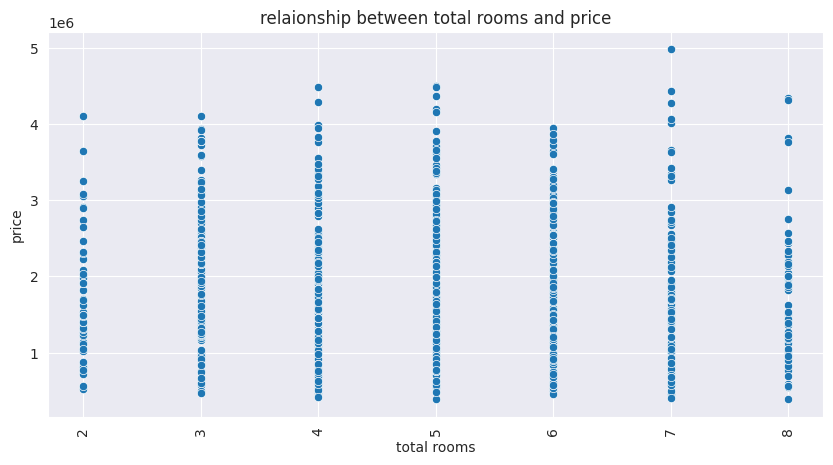 relaionship between total rooms and price
1e6
5
4
3
2
1
price
2 3 4 5 6 7 8
total rooms